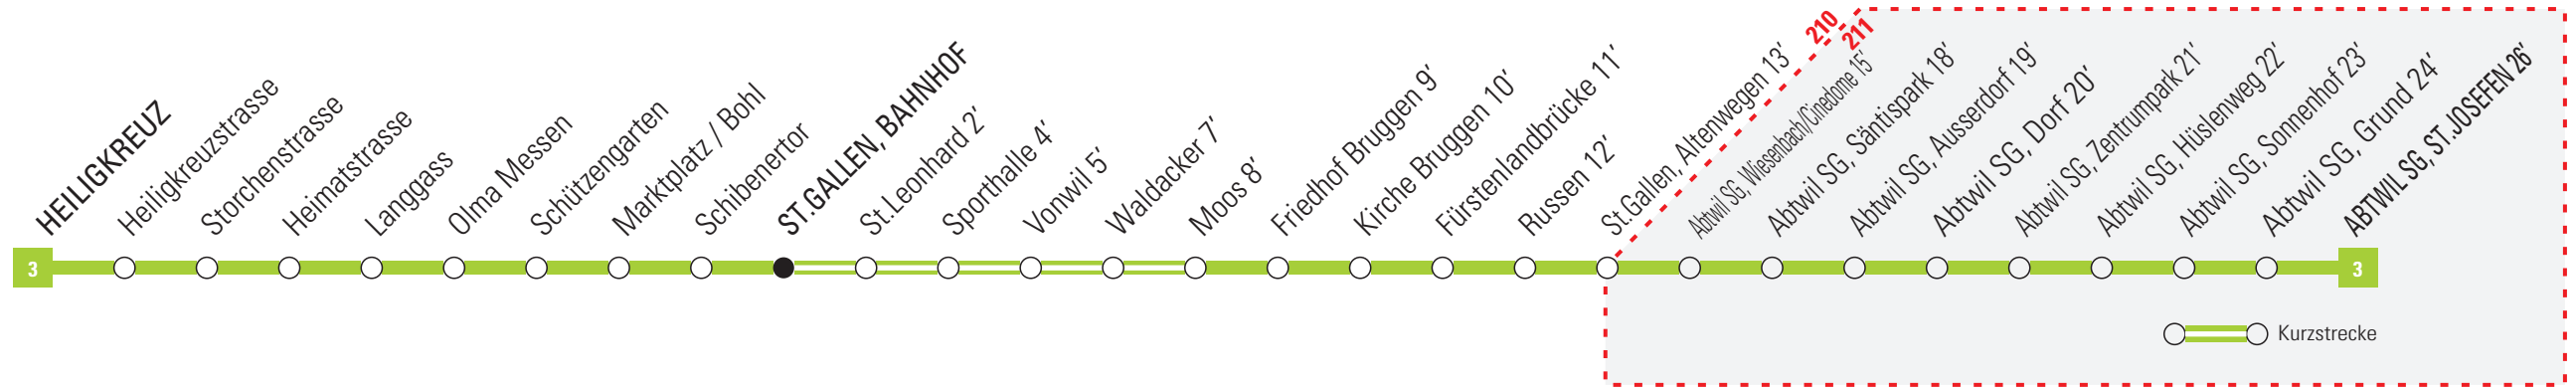 HEILIGKREUZ
Heiligkreuzstrasse
Storchenstrasse
Heimatstrasse
Langgass
Olma Messen
Schützengarten
Marktplatz / Bohl
Schibenertor
ST.GALLEN, BAHNHOF
St.Leonhard 2’
Sporthalle 4’
Vonwil 5’
Waldacker 7’
Moos 8’
Friedhof Bruggen 9’
Kirche Bruggen 10’
Fürstenlandbrücke 11’
Russen 12’
St.Gallen, Altenwegen 13’
210
211
Abtwil SG, Wiesenbach/Cinedome 15’
Abtwil SG, Säntispark 18’
Abtwil SG, Ausserdorf 19’
Abtwil SG, Dorf 20’
Abtwil SG, Zentrumpark 21’
Abtwil SG, Hüslenweg 22’
Abtwil SG, Sonnenhof 23’
Abtwil SG, Grund 24’
ABTWIL SG, ST.JOSEFEN 26’
3
3
Kurzstrecke